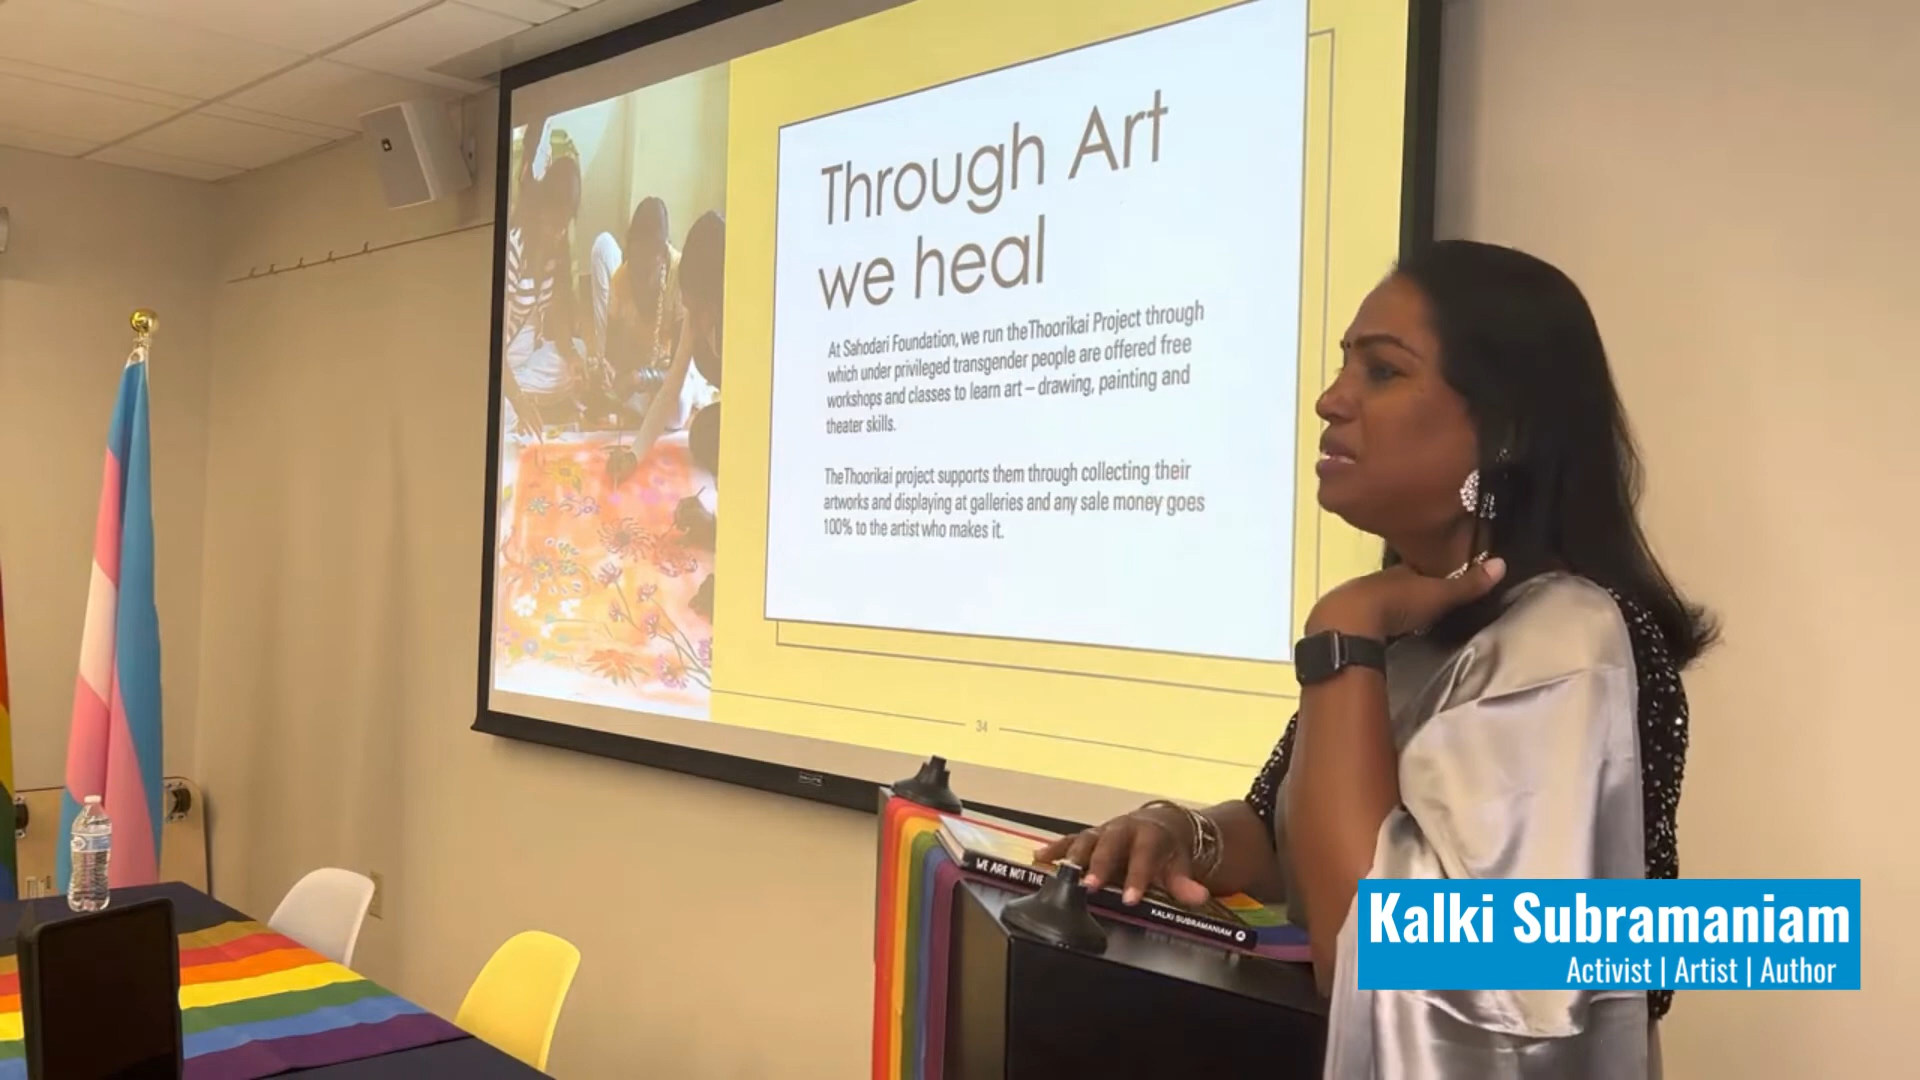 Through Art
we heal
At Sahodari Foundation, we run the Thoorikai Project through
which under privileged transgender people are offered free
workshops and classes to learn art – drawing, painting and
theater skills.
The Thoorikai project supports them through collecting their
artworks and displaying at galleries and any sale money goes
100% to the artist who makes it.
34
WE ARE NOT THE
KALKI SUBRAMANIAM
Kalki Subramaniam
Activist | Artist | Author